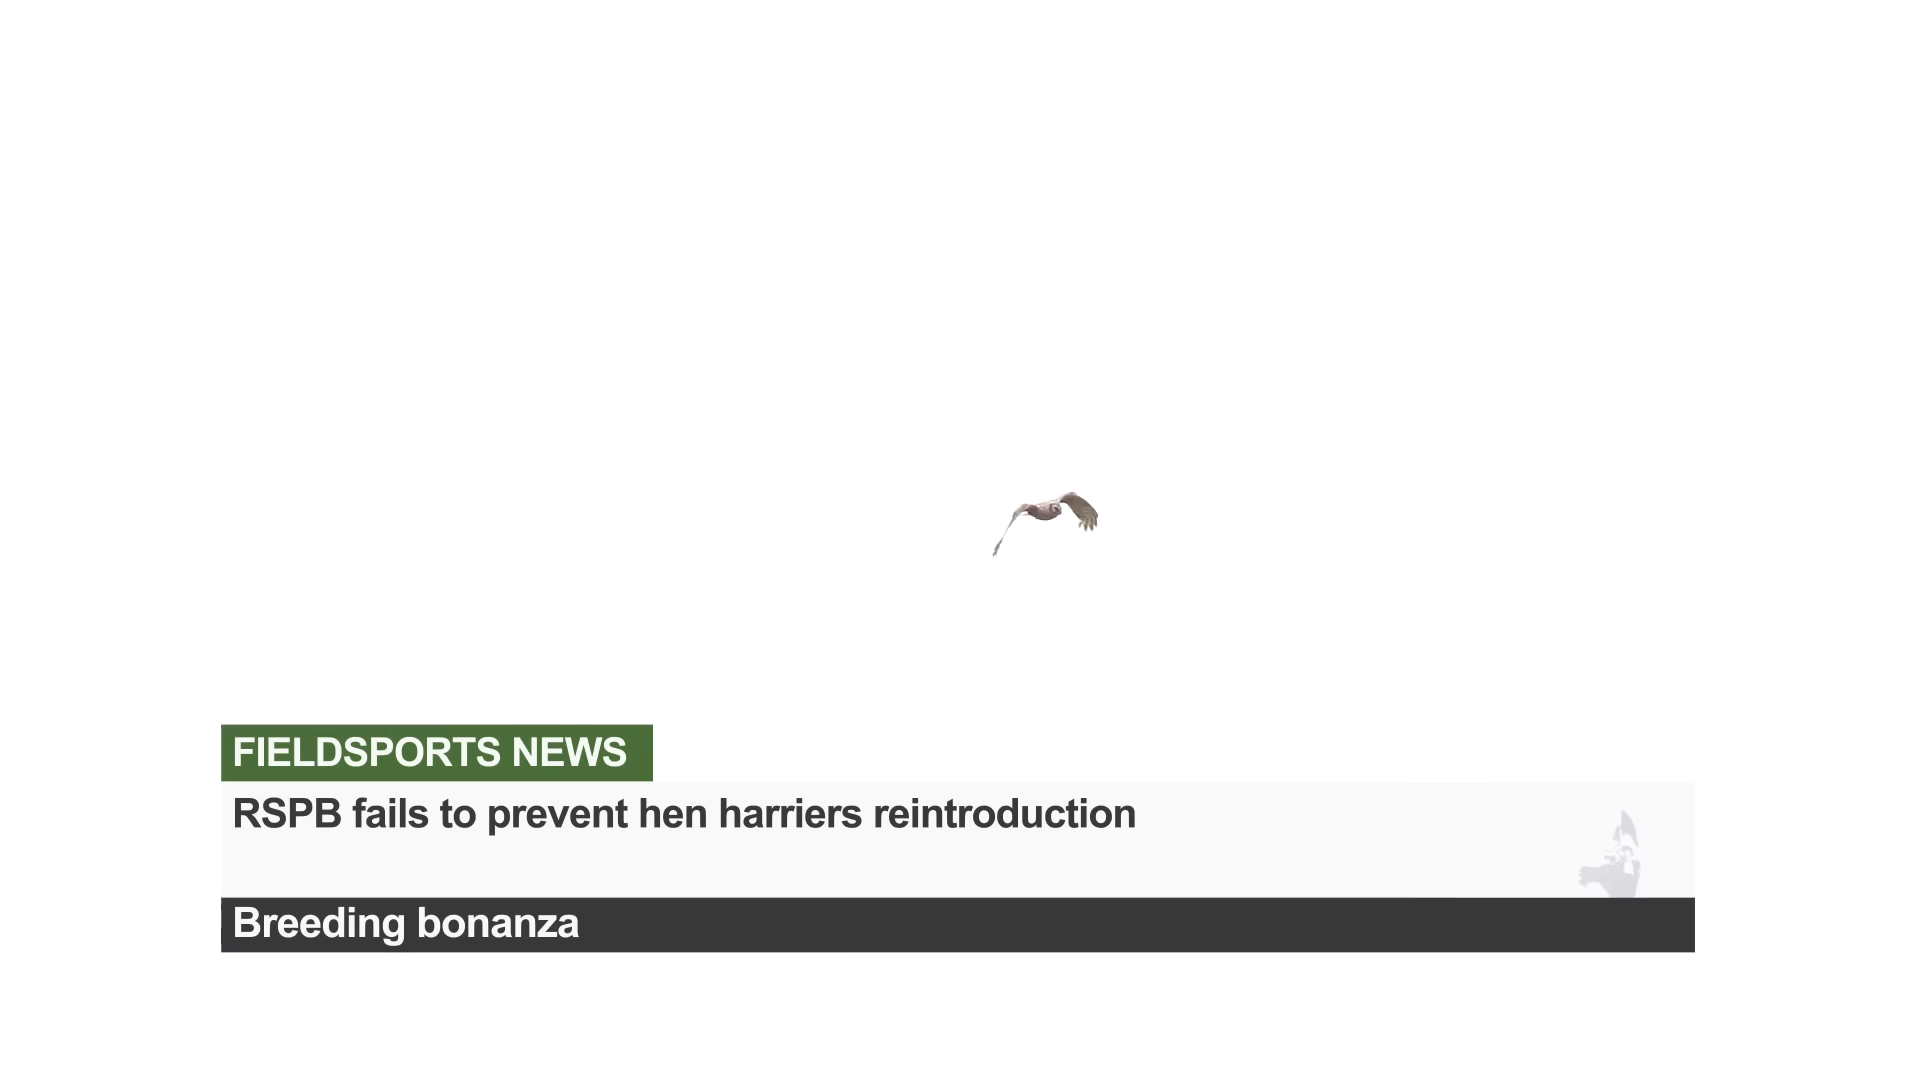 FIELDSPORTS NEWS
RSPB fails to prevent hen harriers reintroduction
Breeding bonanza